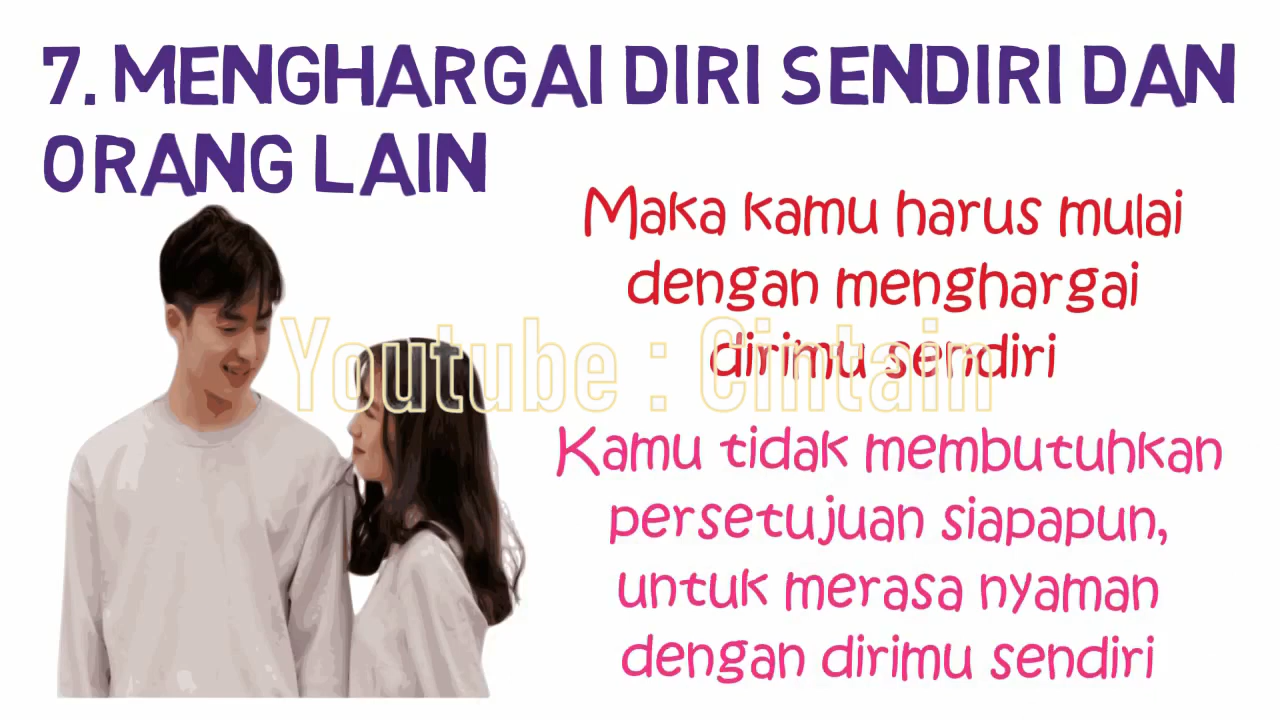 7. MENGHARGAI DIRI SENDIRI DAN
ORANG LAIN
Maka kamu harus mulai
dengan menghargai
dirimu sendiri
Youtube : Cintain
Kamu tidak membutuhkan
persetujuan siapapun,
untuk merasa nyaman
dengan dirimu sendiri